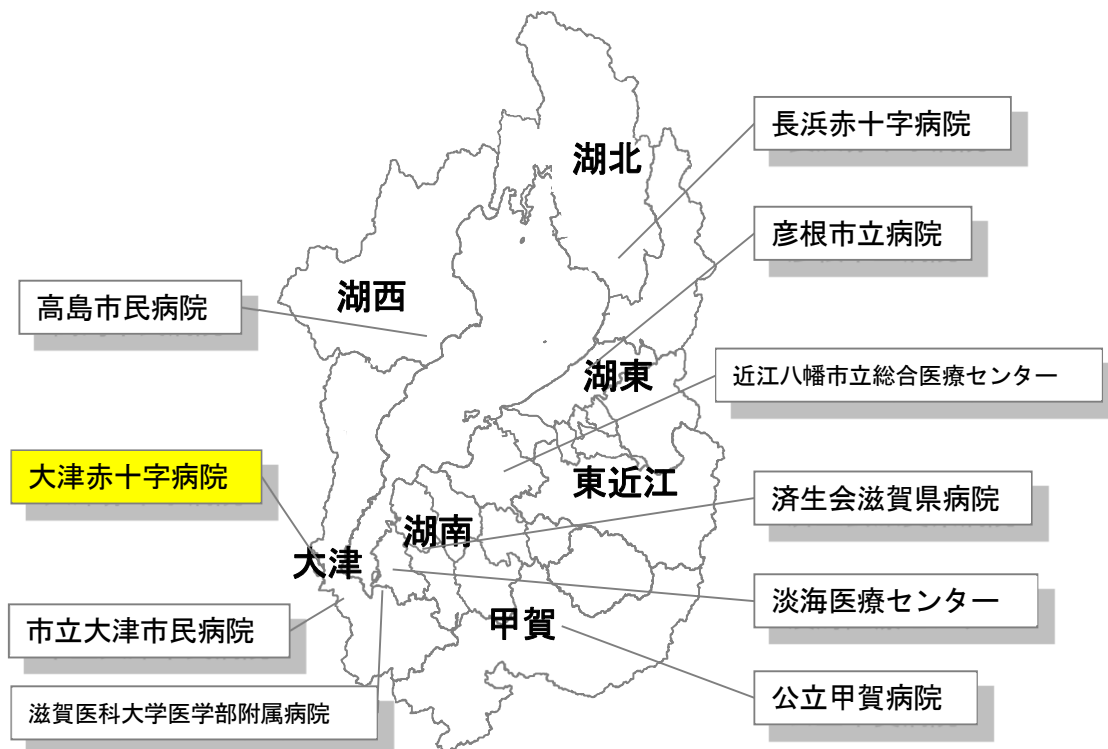 長浜赤十字病院
湖北
彦根市立病院
湖西
高島市民病院
湖東
近江八幡市立総合医療センター
大津赤十字病院
東近江
済生会滋賀県病院
湖南
大津
淡海医療センター
市立大津市民病院
甲賀
公立甲賀病院
滋賀医科大学医学部附属病院